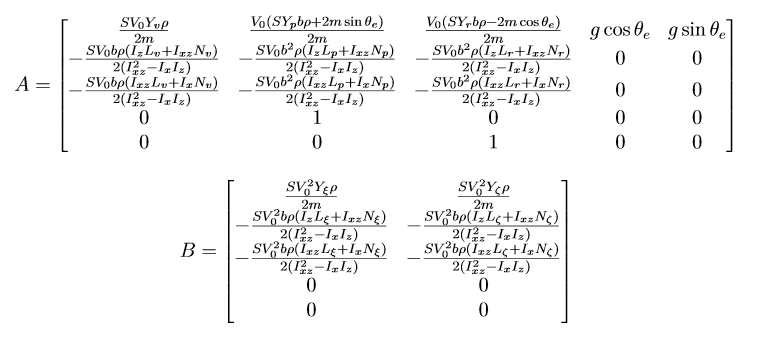 A = \begin{bmatrix} \frac{SV_0Y_v\rho}{2m} & \frac{V_0(SY_pb\rho+2m\sin\theta_e)}{2m} & \frac{V_0(SY_rb\rho-2m\cos\theta_e)}{2m} & g\cos\theta_e & g\sin\theta_e \\
-\frac{SV_0b\rho(I_zL_v+I_{xz}N_v)}{2(I_{xz}^2-I_xI_z)} & -\frac{SV_0b^2\rho(I_zL_p+I_{xz}N_p)}{2(I_{xz}^2-I_xI_z)} & -\frac{SV_0b^2\rho(I_zL_r+I_{xz}N_r)}{2(I_{xz}^2-I_xI_z)} & 0 & 0 \\
-\frac{SV_0b\rho(I_{xz}L_v+I_xN_v)}{2(I_{xz}^2-I_xI_z)} & -\frac{SV_0b^2\rho(I_{xz}L_p+I_xN_p)}{2(I_{xz}^2-I_xI_z)} & -\frac{SV_0b^2\rho(I_{xz}L_r+I_xN_r)}{2(I_{xz}^2-I_xI_z)} & 0 & 0 \\
0 & 1 & 0 & 0 & 0 \\
0 & 0 & 1 & 0 & 0 \end{bmatrix}
B = \begin{bmatrix} \frac{SV_0^2Y_\xi\rho}{2m} & \frac{SV_0^2Y_\zeta\rho}{2m} \\
-\frac{SV_0^2b\rho(I_zL_\xi+I_{xz}N_\xi)}{2(I_{xz}^2-I_xI_z)} & -\frac{SV_0^2b\rho(I_zL_\zeta+I_{xz}N_\zeta)}{2(I_{xz}^2-I_xI_z)} \\
-\frac{SV_0^2b\rho(I_{xz}L_\xi+I_xN_\xi)}{2(I_{xz}^2-I_xI_z)} & -\frac{SV_0^2b\rho(I_{xz}L_\zeta+I_xN_\zeta)}{2(I_{xz}^2-I_xI_z)} \\
0 & 0 \\
0 & 0 \end{bmatrix}